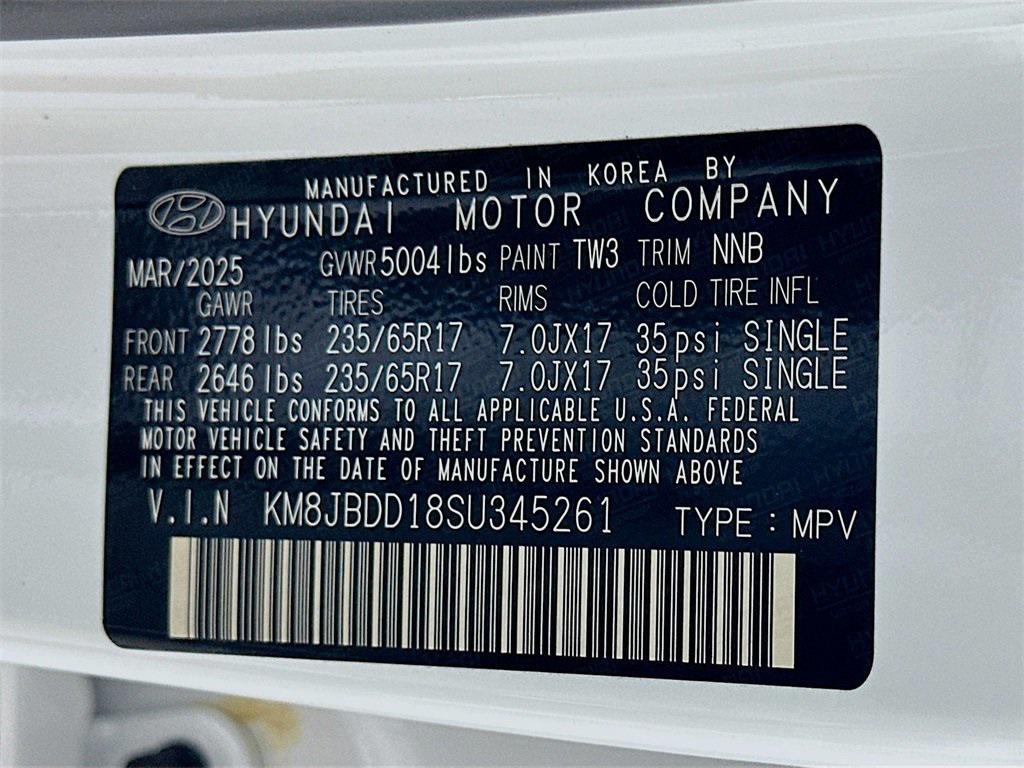 MANUFACTURED IN KOREA BY
HYUNDAI MOTOR COMPANY
MAR/2025 GVWR 5004lbs PAINT TW3 TRIM NNB
GAWR TIRES RIMS COLD TIRE INFL
FRONT 2778 lbs 235/65R17 7.0JX17 35psi SINGLE
REAR 2646 lbs 235/65R17 7.0JX17 35psi SINGLE
THIS VEHICLE CONFORMS TO ALL APPLICABLE U.S.A. FEDERAL
MOTOR VEHICLE SAFETY AND THEFT PREVENTION STANDARDS
IN EFFECT ON THE DATE OF MANUFACTURE SHOWN ABOVE
V.I.N KM8JBDD18SU345261 TYPE : MPV